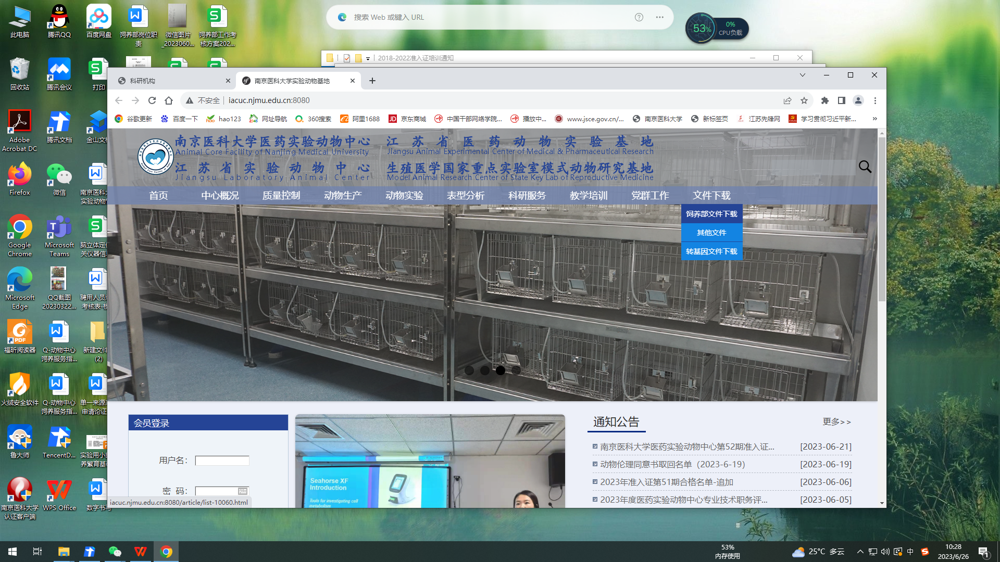 此电脑
腾讯QQ
百度网盘
饲养部岗位职责
微信图片_2023060...
饲养部工作考核方案202...
搜索 Web 或键入 URL
53%
0%
CPU负载
2018-2022准入证培训通知
回收站
腾讯会议
打印
科研机构
南京医科大学实验动物基地
不安全
iacuc.njmu.edu.cn:8080
谷歌更新
百度一下
hao123
网址导航
360搜索
阿里1688
京东商城
中国干部网络学院...
播放中...
www.jsce.gov.cn/...
南京医科大学
新标签页
江苏先锋网
学习贯彻习近平新...
»
Adobe Acrobat DC
腾讯文档
金山文档
南京医科大学医药实验动物中心
Animal Core Facility of Nanjing Medical University
江苏省医药动物实验基地
Jiangsu Animal Experimental Center of Medical & Pharmaceutical Research
江苏省实验动物中心
Jiangsu Laboratory Animal Center
生殖医学国家重点实验室模式动物研究基地
Model Animal Research Center of State Key Lab of Reproductive Medicine
首页
中心概况
质量控制
动物生产
动物实验
表型分析
科研服务
教学培训
党群工作
文件下载
饲养部文件下载
其他文件
转基因文件下载
Firefox
微信
南京医科大
实验动物
Google Chrome
Microsoft Teams
脑立体定位
关仪器信息
Microsoft Edge
QQ截图20230322...
聘用人员
考核表-模
福昕阅读器
Q-动物中心饲养服务指...
新建文件
(2)
火绒安全软件
Q-动物中心饲养服务指...
单一来源
申请论证
鲁大师
TencentD...
实验用小
养繁育基
南京医科大学认证客户端
WPS Office
数字书写
会员登录
用户名：
密 码：
iacuc.njmu.edu.cn:8080/article/list-10060.html
Seahorse XF
Introduction
Tools for investigating cell
metabolism
通知公告
更多>>
南京医科大学医药实验动物中心第52期准入证...
[2023-06-21]
动物伦理同意书取回名单（2023-6-19）
[2023-06-19]
2023年准入证第51期合格名单-追加
[2023-06-06]
2023年度医药实验动物中心专业技术职务评...
[2023-06-05]
53%
内存使用
25°C 多云
中
10:28
2023/6/26
1